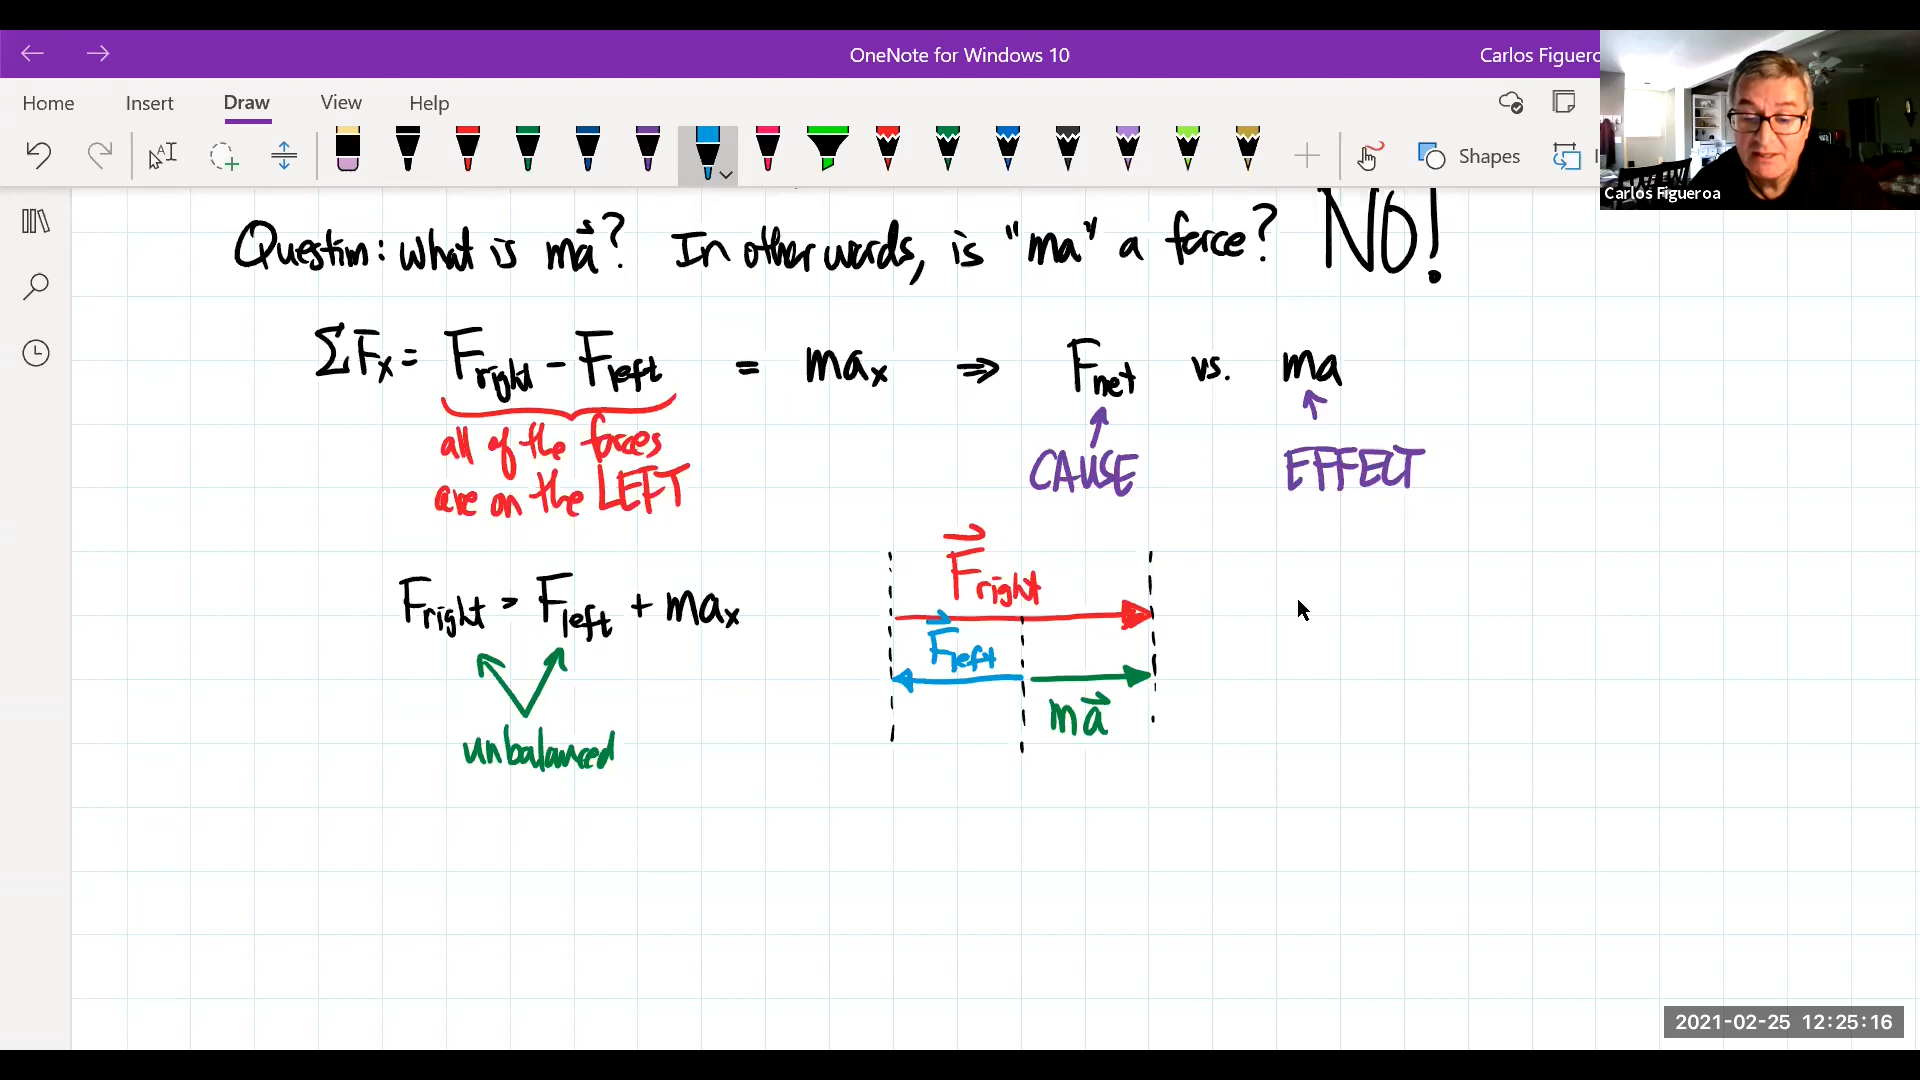 OneNote for Windows 10
Carlos Figuero
Home Insert Draw View Help
Shapes
Carlos Figueroa
Question: what is ma⃗? In other words, is "ma" a force? NO!
ΣF̄x = Fright - Fleft = max ⇒ Fnet vs. ma
all of the forces
are on the LEFT
CAUSE EFFECT
F⃗right
Fright = Fleft + max
F⃗left
ma⃗
unbalanced
2021-02-25 12:25:16